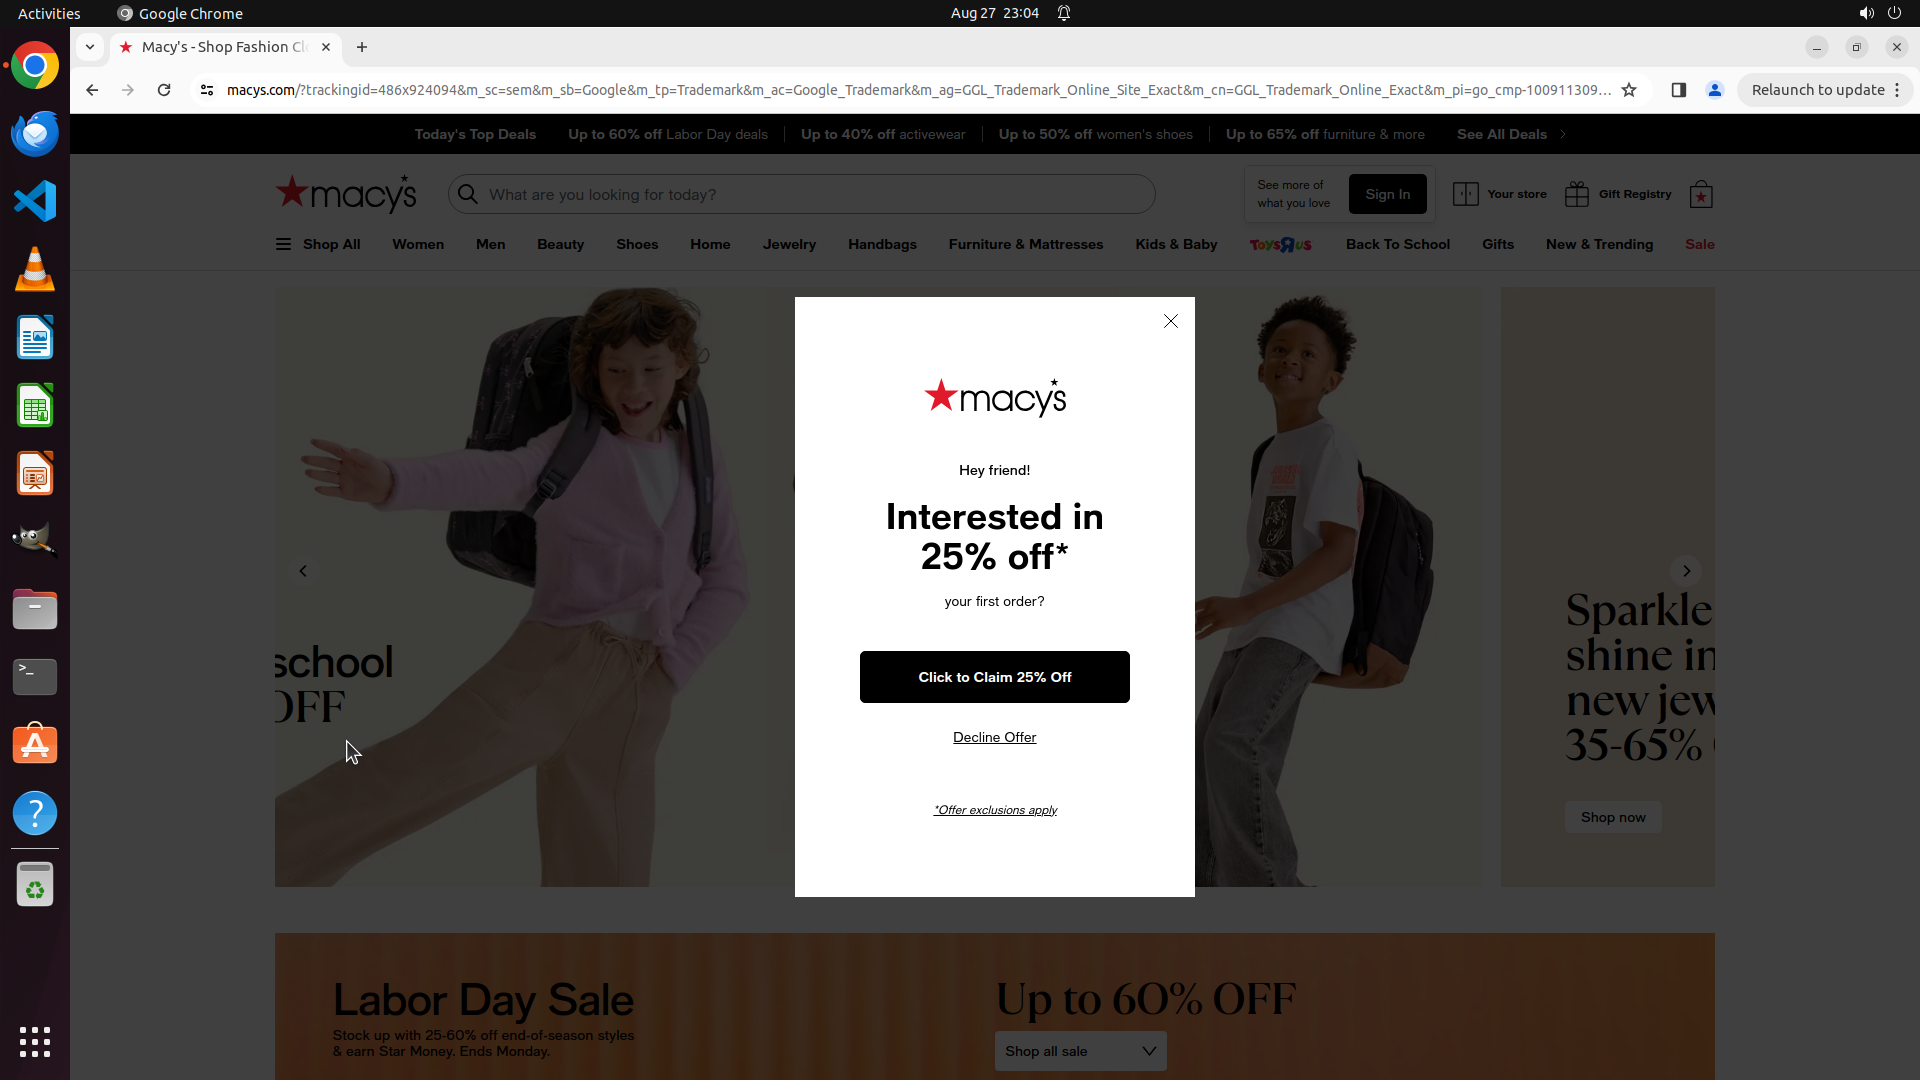 Activities
Google Chrome
Aug 27 23:04
Macy's - Shop Fashion Cl
macys.com/?trackingid=486x924094&m_sc=sem&m_sb=Google&m_tp=Trademark&m_ac=Google_Trademark&m_ag=GGL_Trademark_Online_Site_Exact&m_cn=GGL_Trademark_Online_Exact&m_pi=go_cmp-100911309...
Relaunch to update
Today's Top Deals
Up to 60% off Labor Day deals
Up to 40% off activewear
Up to 50% off women's shoes
Up to 65% off furniture & more
See All Deals
macy's
What are you looking for today?
See more of
what you love
Sign In
Your store
Gift Registry
Shop All
Women
Men
Beauty
Shoes
Home
Jewelry
Handbags
Furniture & Mattresses
Kids & Baby
Toys R Us
Back To School
Gifts
New & Trending
Sale
macy's
Hey friend!
Interested in
25% off*
your first order?
Click to Claim 25% Off
Decline Offer
*Offer exclusions apply
school
OFF
Sparkle
shine in
new jew
35-65%
Shop now
Labor Day Sale
Stock up with 25-60% off end-of-season styles
& earn Star Money. Ends Monday.
Up to 60% OFF
Shop all sale